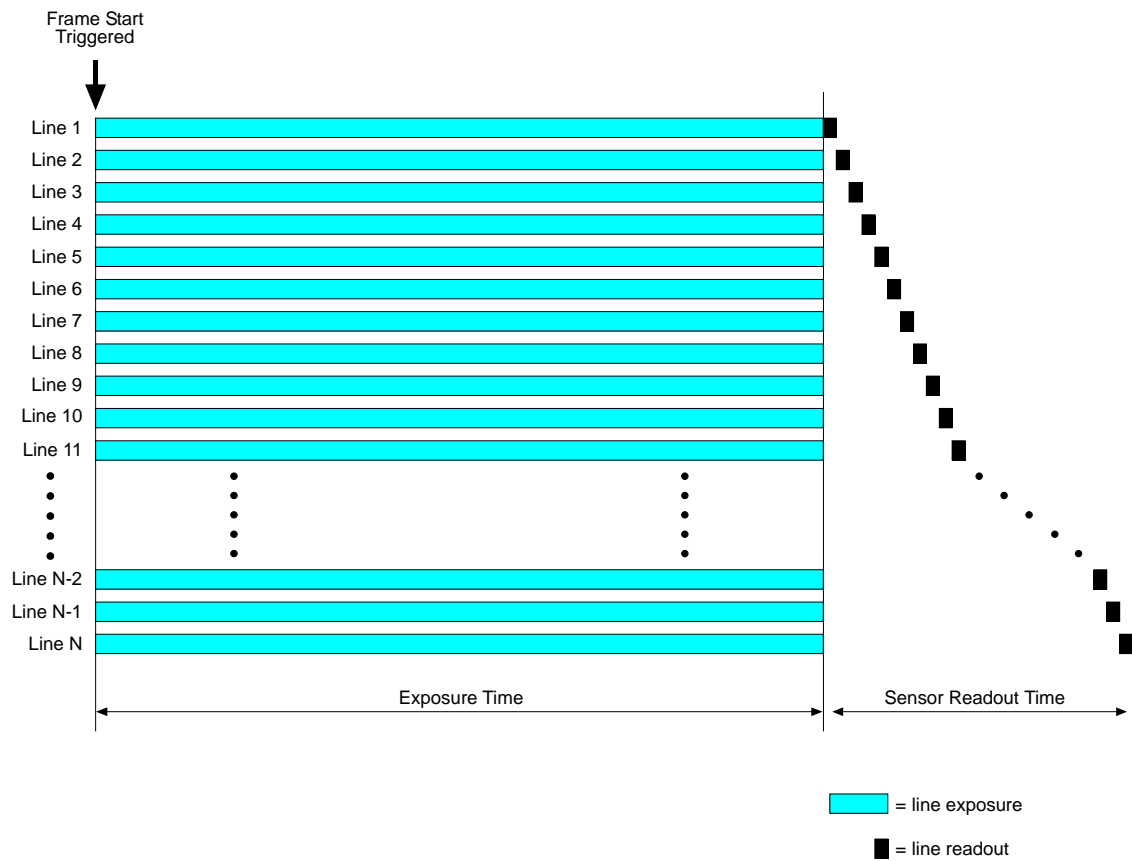 Frame Start
Triggered
Line 1
Line 2
Line 3
Line 4
Line 5
Line 6
Line 7
Line 8
Line 9
Line 10
Line 11
Line N-2
Line N-1
Line N
Exposure Time
Sensor Readout Time
= line exposure
= line readout